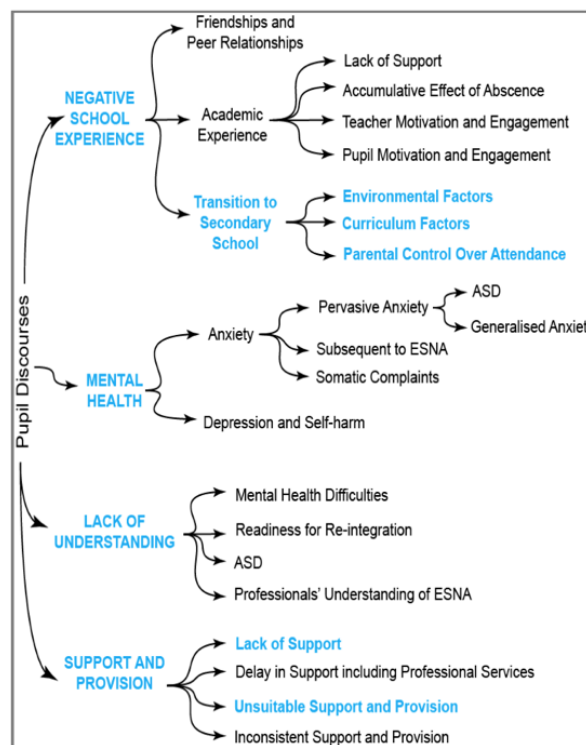 Friendships and
Peer Relationships
NEGATIVE
SCHOOL
EXPERIENCE
Academic
Experience
Lack of Support
Accumulative Effect of Abscence
Teacher Motivation and Engagement
Pupil Motivation and Engagement
Transition to
Secondary
School
Environmental Factors
Curriculum Factors
Parental Control Over Attendance
Pupil Discourses
MENTAL
HEALTH
Anxiety
Pervasive Anxiety
ASD
Generalised Anxiet
Subsequent to ESNA
Somatic Complaints
Depression and Self-harm
LACK OF
UNDERSTANDING
Mental Health Difficulties
Readiness for Re-integration
ASD
Professionals' Understanding of ESNA
SUPPORT AND
PROVISION
Lack of Support
Delay in Support including Professional Services
Unsuitable Support and Provision
Inconsistent Support and Provision